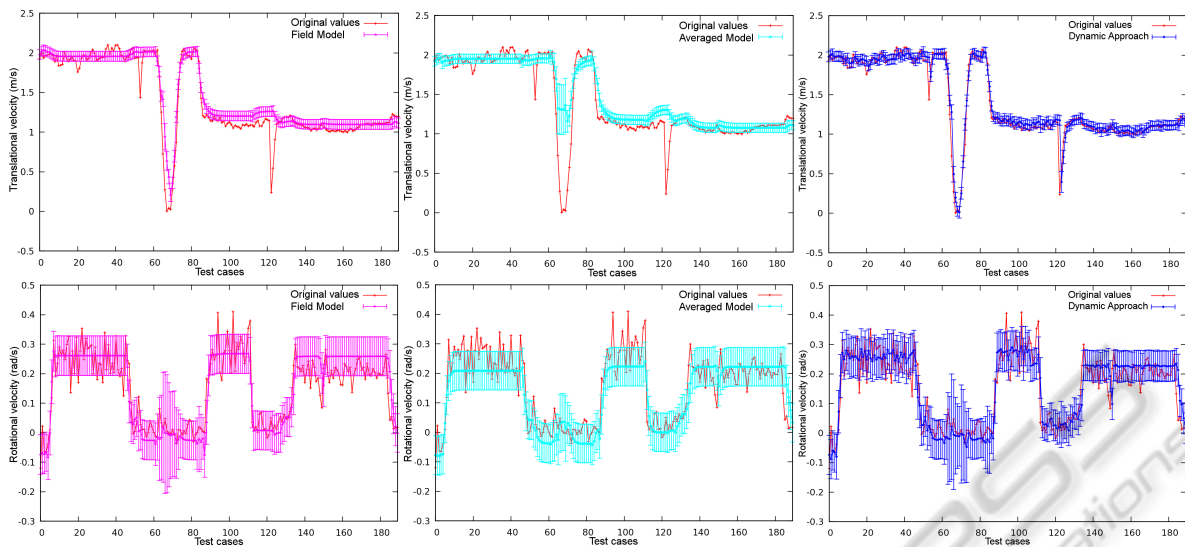 Original values
Field Model
Translational velocity (m/s)
2.5
2
1.5
1
0.5
0
-0.5
0 20 40 60 80 100 120 140 160 180
Test cases
Original values
Averaged Model
Translational velocity (m/s)
2.5
2
1.5
1
0.5
0
-0.5
0 20 40 60 80 100 120 140 160 180
Test cases
Original values
Dynamic Approach
Translational velocity (m/s)
2.5
2
1.5
1
0.5
0
-0.5
0 20 40 60 80 100 120 140 160 180
Test cases
Original values
Field Model
Rotational velocity (rad/s)
0.5
0.4
0.3
0.2
0.1
0
-0.1
-0.2
-0.3
0 20 40 60 80 100 120 140 160 180
Test cases
Original values
Averaged Model
Rotational velocity (rad/s)
0.5
0.4
0.3
0.2
0.1
0
-0.1
-0.2
-0.3
0 20 40 60 80 100 120 140 160 180
Test cases
Original values
Dynamic Approach
Rotational velocity (rad/s)
0.5
0.4
0.3
0.2
0.1
0
-0.1
-0.2
-0.3
0 20 40 60 80 100 120 140 160 180
Test cases